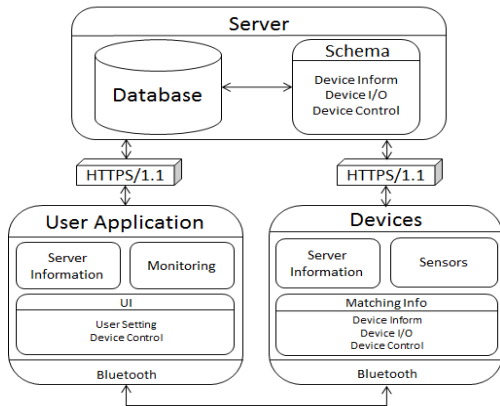 Server
Database
Schema
Device Inform
Device I/O
Device Control
HTTPS/1.1
HTTPS/1.1
User Application
Server
Information
Monitoring
UI
User Setting
Device Control
Bluetooth
Devices
Server
Information
Sensors
Matching Info
Device Inform
Device I/O
Device Control
Bluetooth